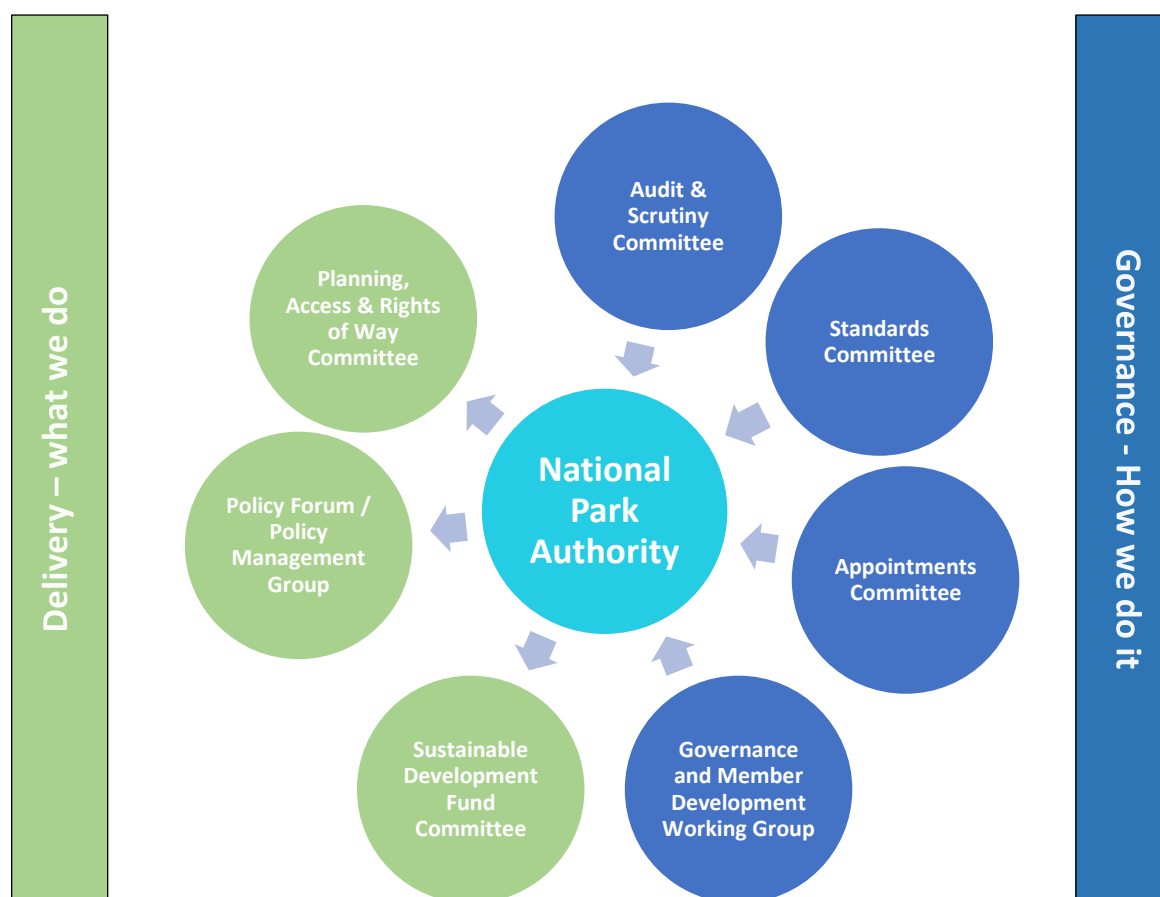 Delivery – what we do
Audit &
Scrutiny
Committee
Planning,
Access & Rights
of Way
Committee
Standards
Committee
National
Park
Authority
Policy Forum /
Policy
Management
Group
Appointments
Committee
Sustainable
Development
Fund
Committee
Governance
and Member
Development
Working Group
Governance - How we do it